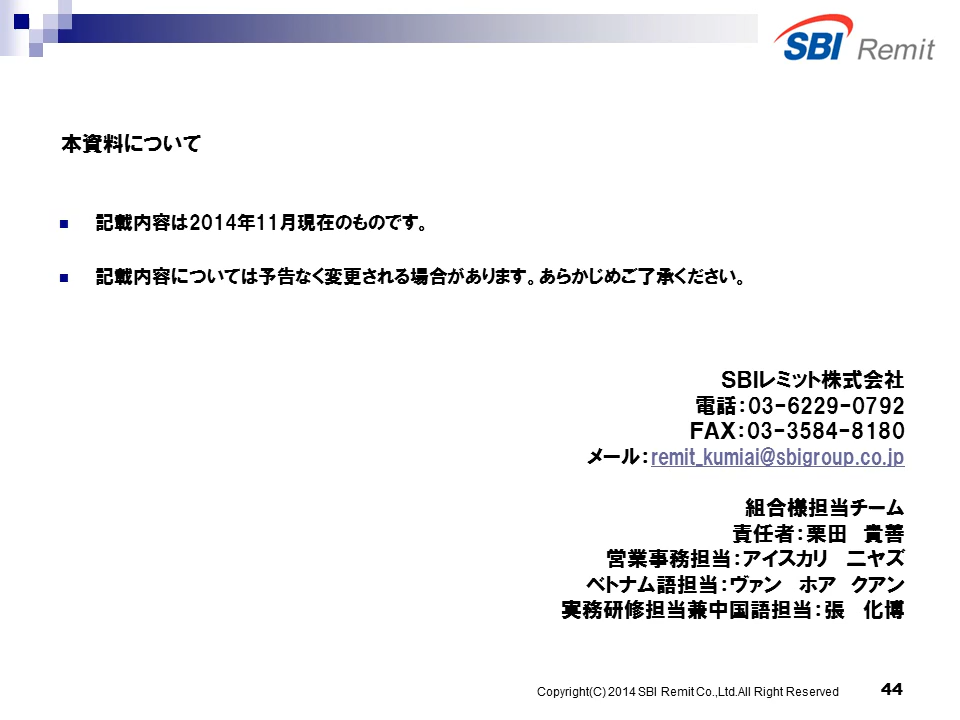 SBI Remit
本資料について
記載内容は2014年11月現在のものです。
記載内容については予告なく変更される場合があります。あらかじめご了承ください。
SBIレミット株式会社
電話：03-6229-0792
FAX：03-3584-8180
メール：remit_kumiai@sbigroup.co.jp
組合様担当チーム
責任者：栗田　貴善
営業事務担当：アイスカリ　ニヤズ
ベトナム語担当：ヴァン　ホア　クアン
実務研修担当兼中国語担当：張　化博
Copyright(C) 2014 SBI Remit Co.,Ltd.All Right Reserved
44